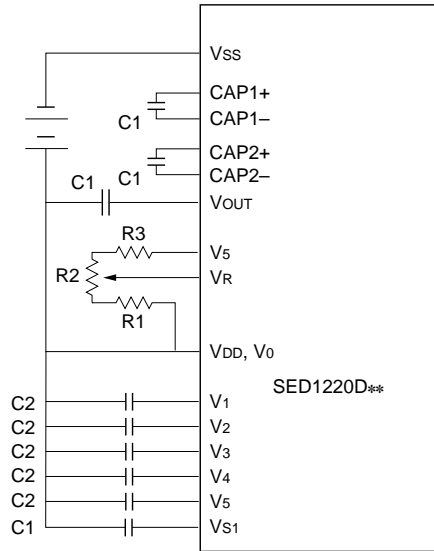 VSS
CAP1+
C1
CAP1–
CAP2+
C1
CAP2–
C1
VOUT
R3
V5
R2
VR
R1
VDD, V0
SED1220D**
C2
V1
C2
V2
C2
V3
C2
V4
C2
V5
C1
VS1